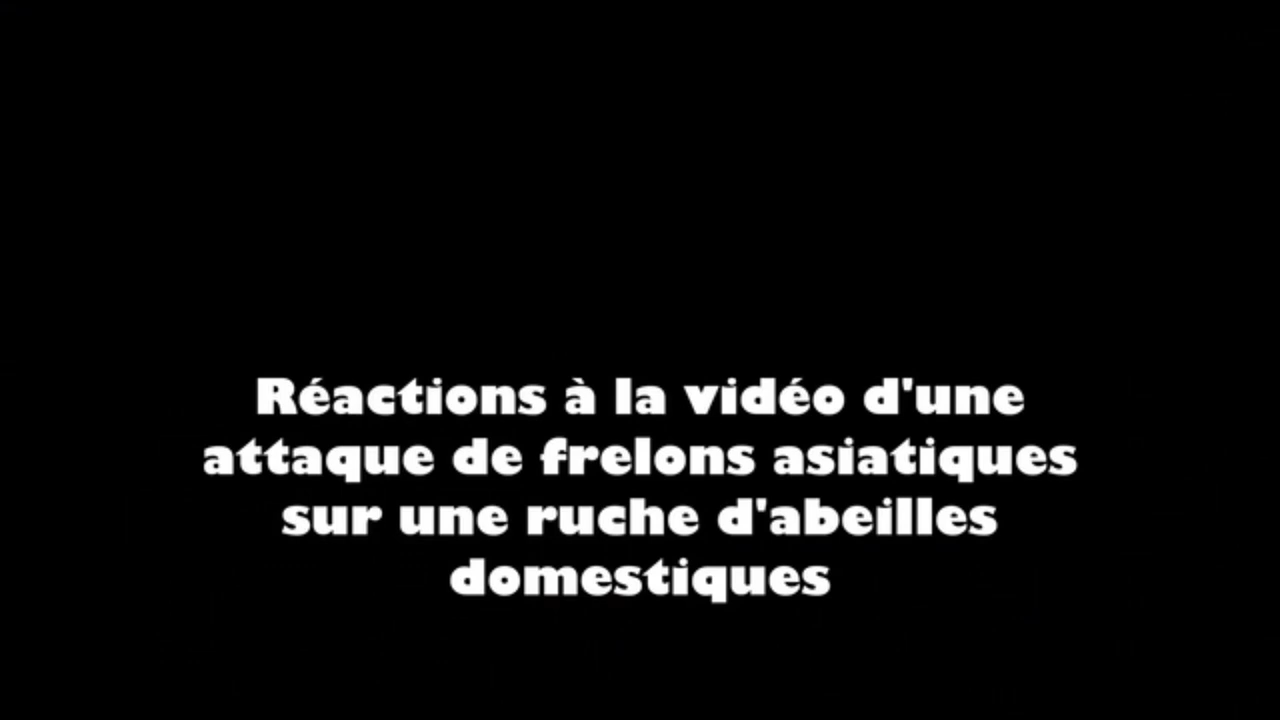 Réactions à la vidéo d'une
attaque de frelons asiatiques
sur une ruche d'abeilles
domestiques